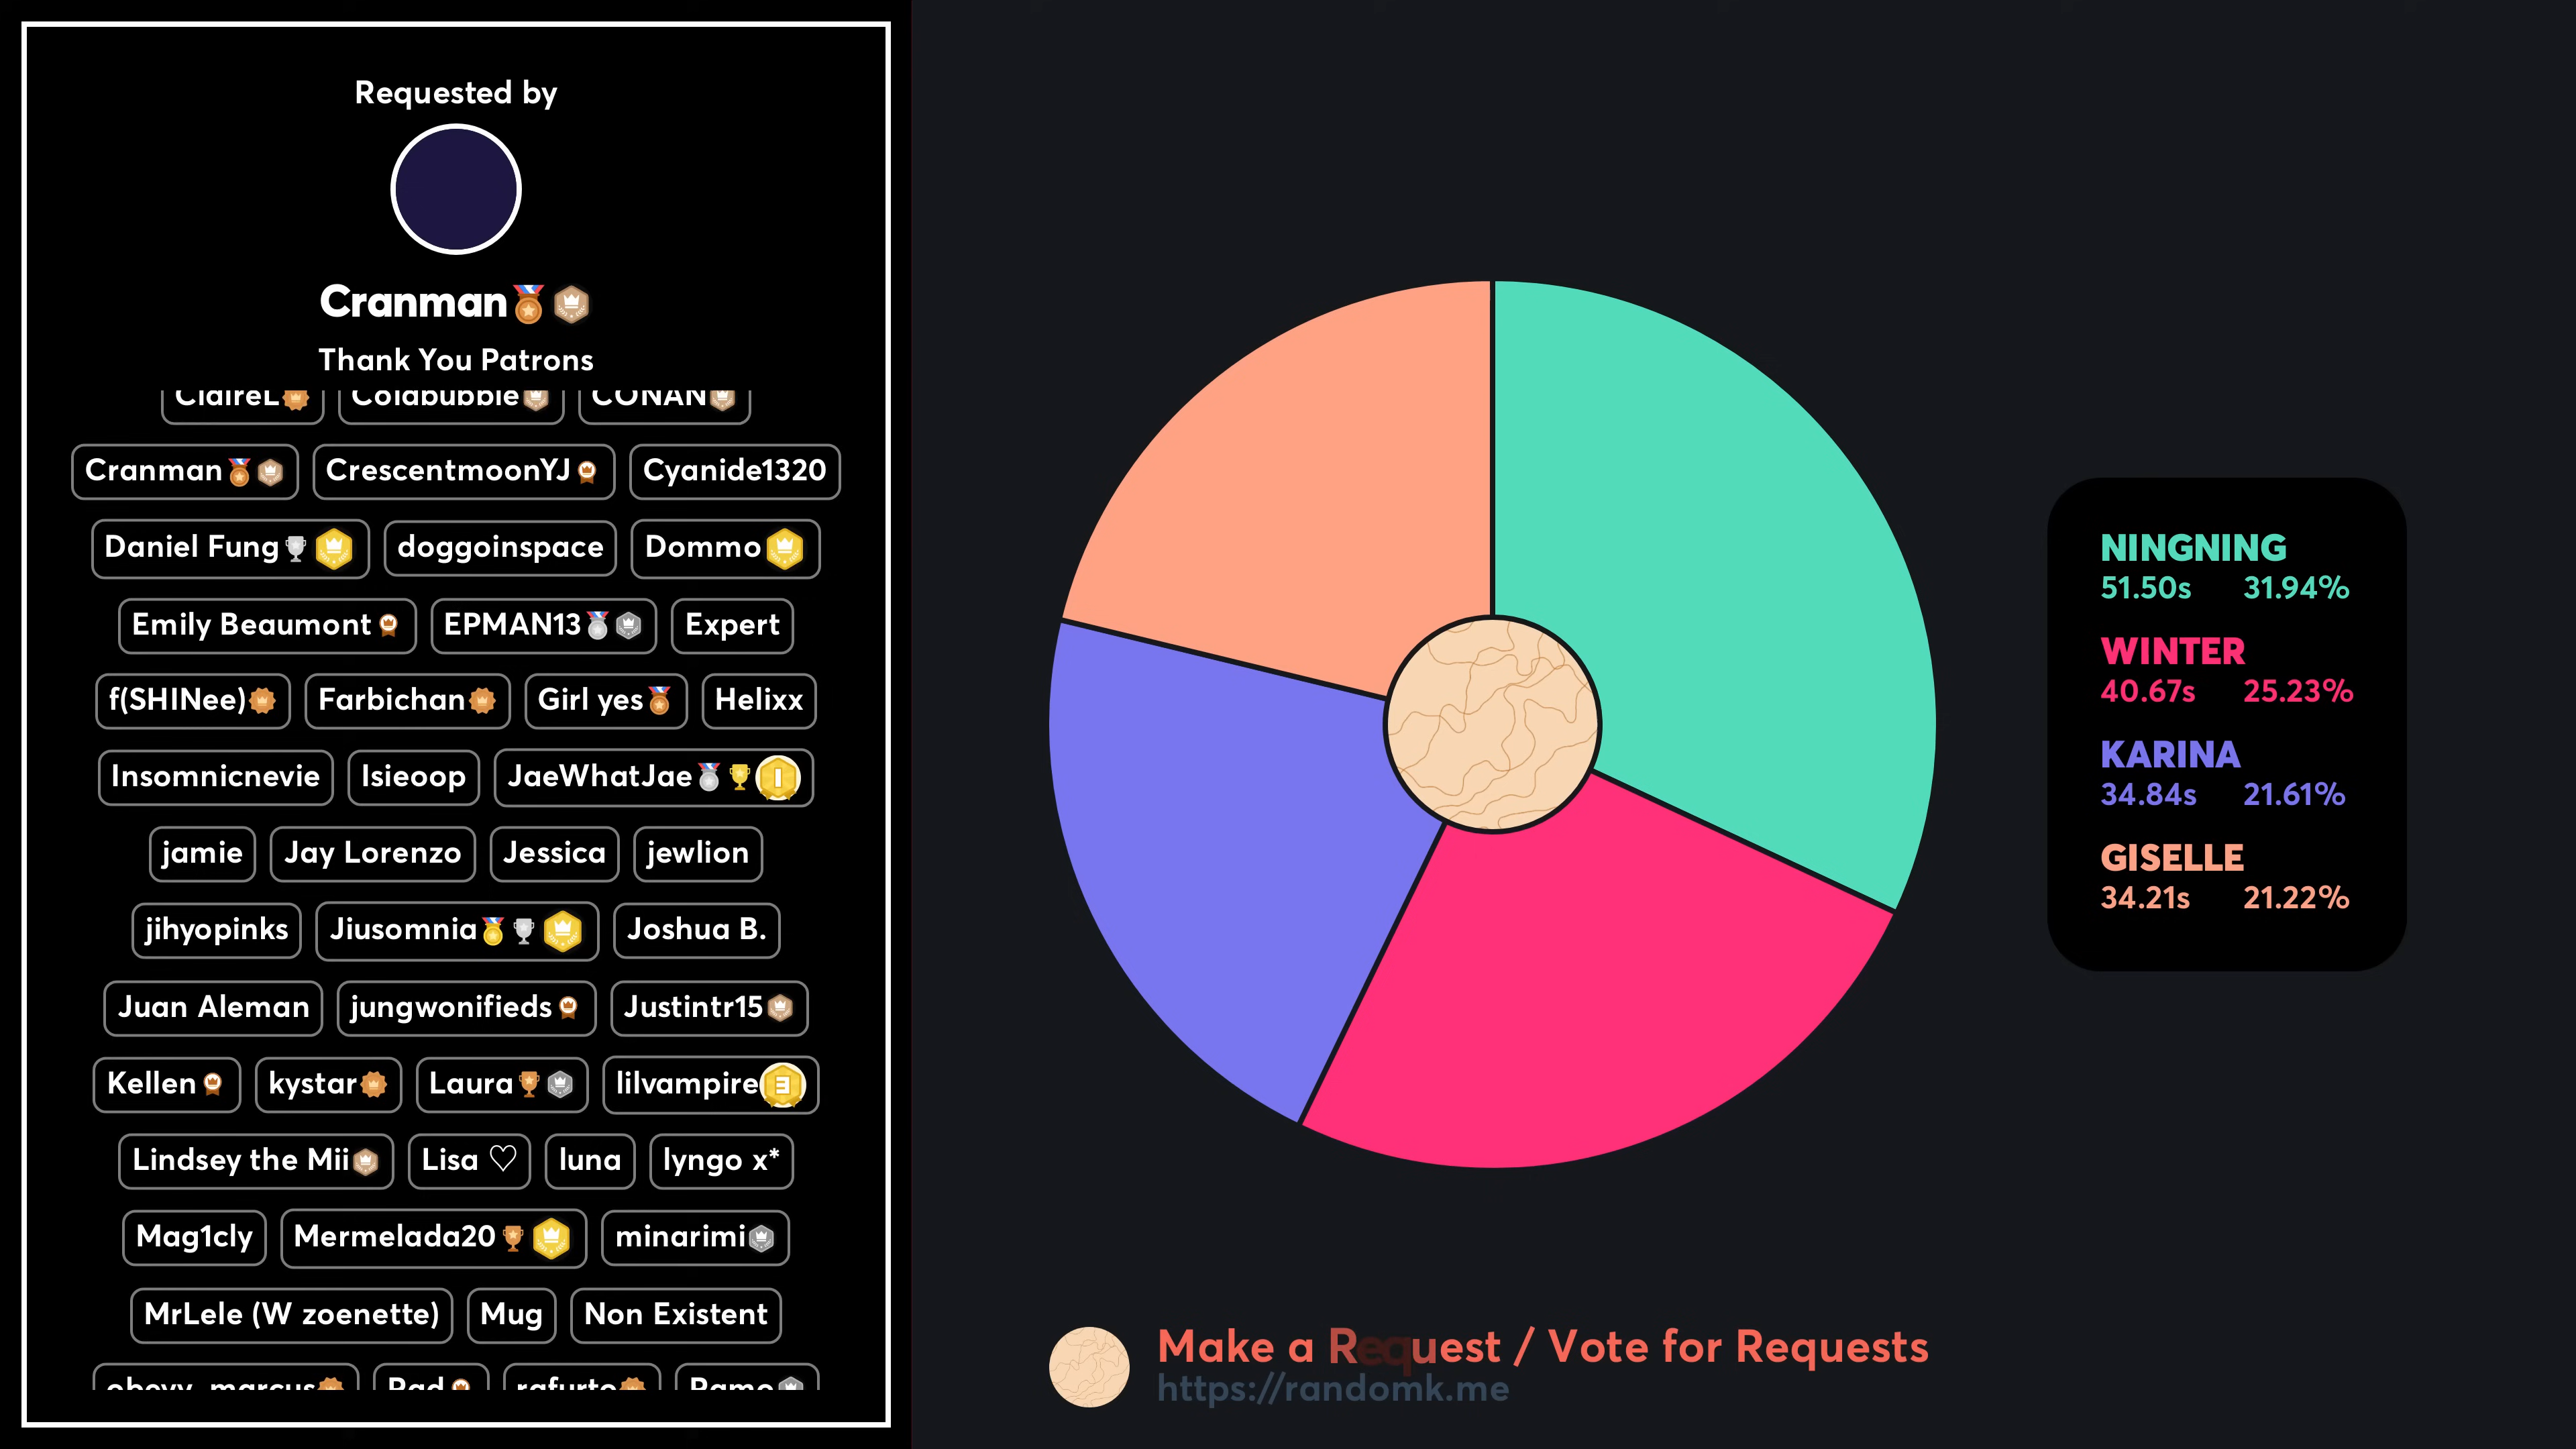 Requested by
Cranman
Thank You Patrons
ClaireL Colabubble CONAN
Cranman CrescentmoonYJ Cyanide1320
Daniel Fung doggoinspace Dommo
Emily Beaumont EPMAN13 Expert
f(SHINee) Farbichan Girl yes Helixx
Insomnicnevie Isieoop JaeWhatJae
jamie Jay Lorenzo Jessica jewlion
jihyopinks Jiusomnia Joshua B.
Juan Aleman jungwonifieds Justintr15
Kellen kystar Laura lilvampire 3
Lindsey the Mii Lisa ♡ luna lyngo x*
Mag1cly Mermelada20 minarimi
MrLele (W zoenette) Mug Non Existent
NINGNING
51.50s 31.94%
WINTER
40.67s 25.23%
KARINA
34.84s 21.61%
GISELLE
34.21s 21.22%
Make a Request / Vote for Requests
https://randomk.me